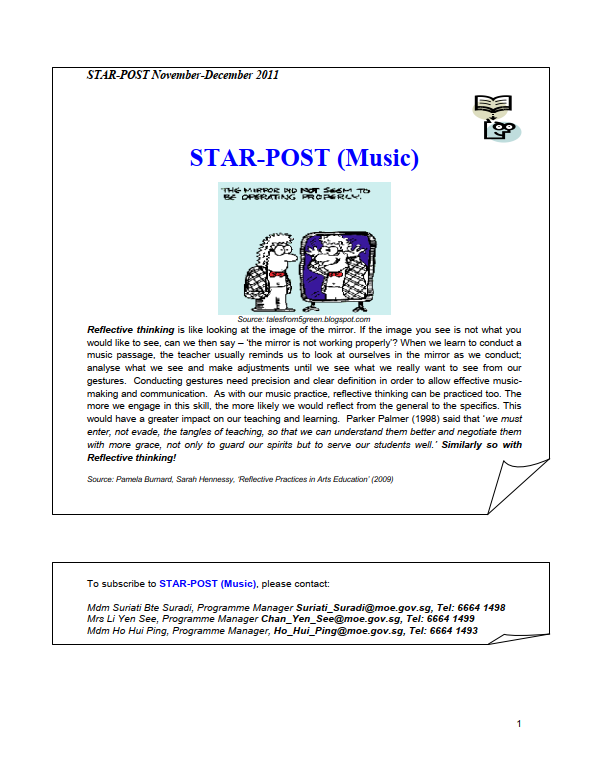 STAR-POST November-December 2011
STAR-POST (Music)
THE MIRROR DID NOT SEEM TO
BE OPERATING PROPERLY.
Source: talesfrom5green.blogspot.com
Reflective thinking is like looking at the image of the mirror. If the image you see is not what you
would like to see, can we then say – ‘the mirror is not working properly’? When we learn to conduct a
music passage, the teacher usually reminds us to look at ourselves in the mirror as we conduct;
analyse what we see and make adjustments until we see what we really want to see from our
gestures. Conducting gestures need precision and clear definition in order to allow effective music-
making and communication. As with our music practice, reflective thinking can be practiced too. The
more we engage in this skill, the more likely we would reflect from the general to the specifics. This
would have a greater impact on our teaching and learning. Parker Palmer (1998) said that ‘we must
enter, not evade, the tangles of teaching, so that we can understand them better and negotiate them
with more grace, not only to guard our spirits but to serve our students well.’ Similarly so with
Reflective thinking!
Source: Pamela Burnard, Sarah Hennessy, ‘Reflective Practices in Arts Education’ (2009)
To subscribe to STAR-POST (Music), please contact:
Mdm Suriati Bte Suradi, Programme Manager Suriati_Suradi@moe.gov.sg, Tel: 6664 1498
Mrs Li Yen See, Programme Manager Chan_Yen_See@moe.gov.sg, Tel: 6664 1499
Mdm Ho Hui Ping, Programme Manager, Ho_Hui_Ping@moe.gov.sg, Tel: 6664 1493
1